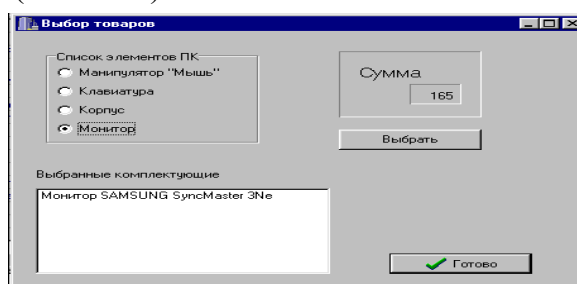 Выбор товаров
Список элементов ПК
Манипулятор "Мышь"
Клавиатура
Корпус
Монитор
Сумма
165
Выбрать
Выбранные комплектующие
Монитор SAMSUNG SyncMaster 3Ne
Готово